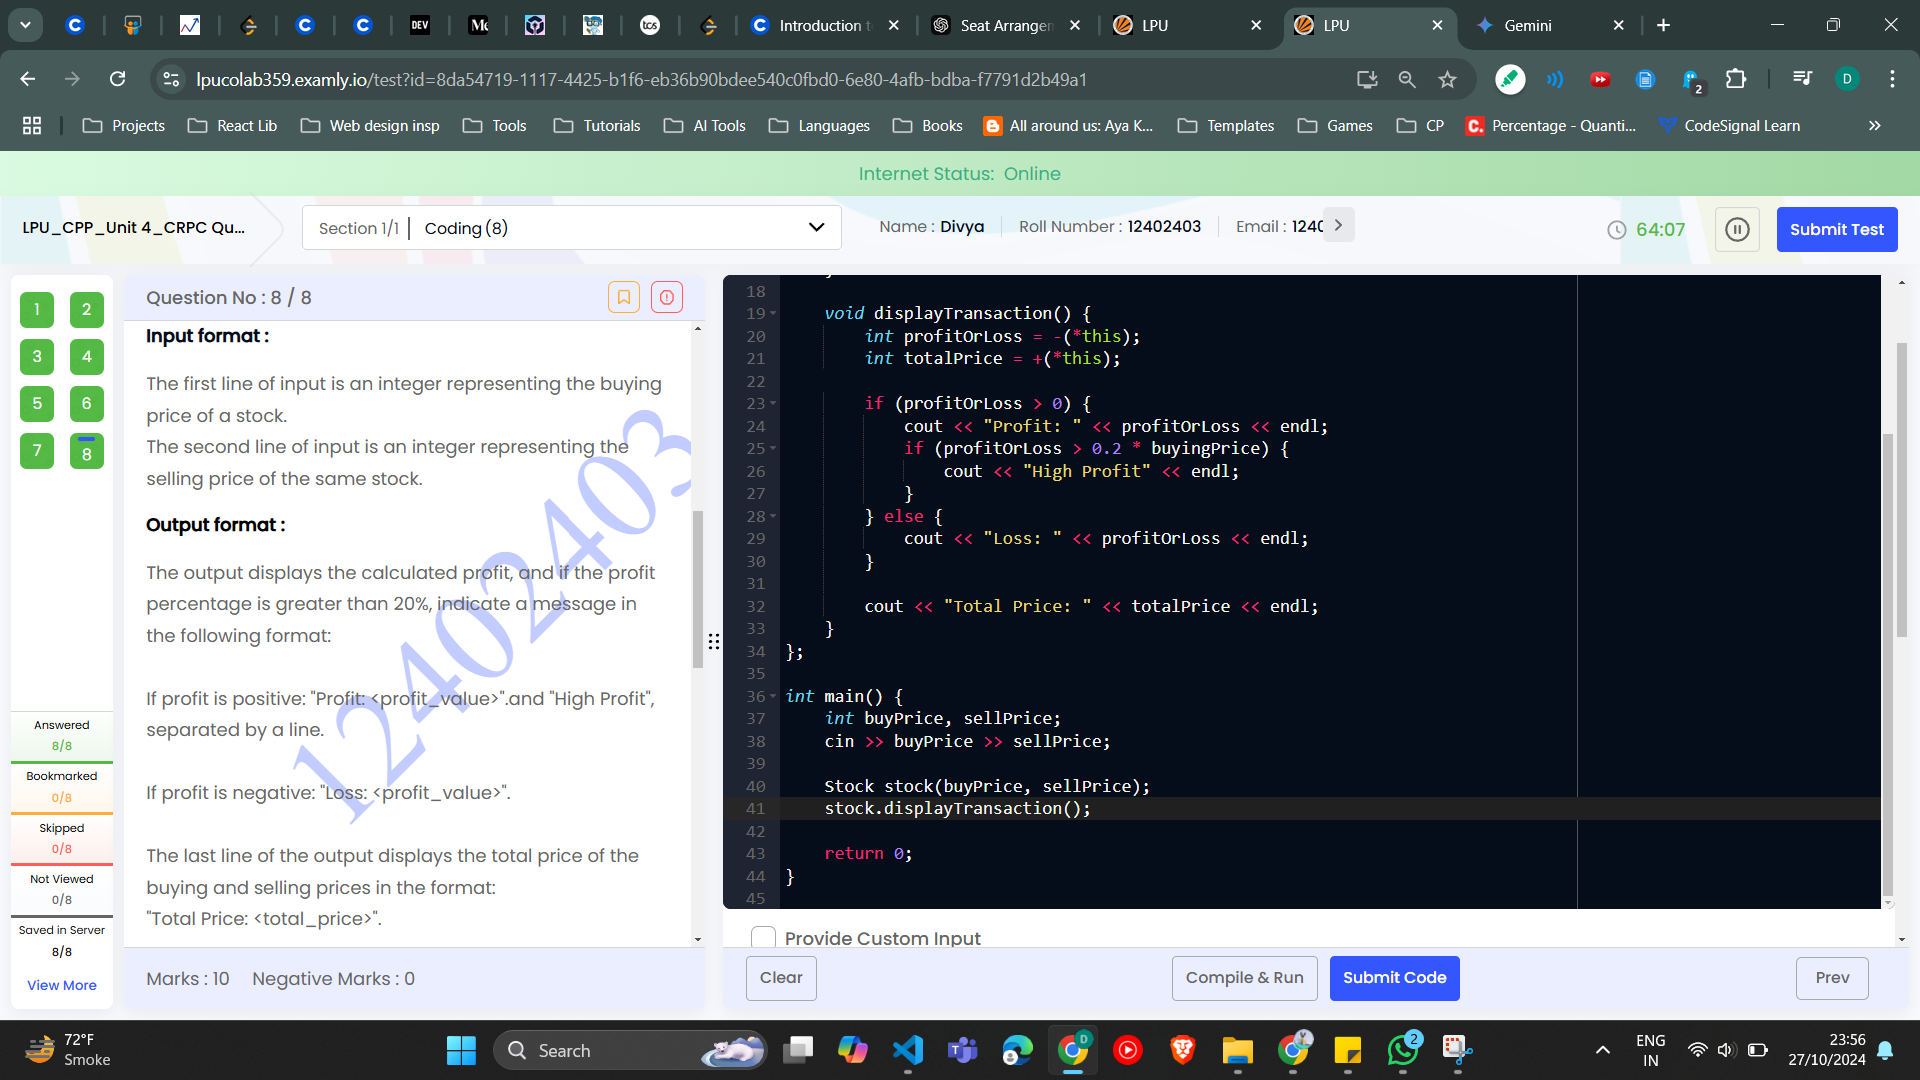 Introduction t
Seat Arranger
LPU
LPU
Gemini
lpucolab359.examly.io/test?id=8da54719-1117-4425-b1f6-eb36b90bdee540c0fbd0-6e80-4afb-bdba-f7791d2b49a1
2
D
Projects
React Lib
Web design insp
Tools
Tutorials
AI Tools
Languages
Books
All around us: Aya K...
Templates
Games
CP
Percentage - Quanti...
CodeSignal Learn
Internet Status: Online
LPU_CPP_Unit 4_CRPC Qu...
Section 1/1 | Coding (8)
Name : Divya
Roll Number : 12402403
Email : 1240
64:07
Submit Test
1 2
3 4
5 6
7 8
Answered
8/8
Bookmarked
0/8
Skipped
0/8
Not Viewed
0/8
Saved in Server
8/8
View More
Question No : 8 / 8
Input format :
The first line of input is an integer representing the buying
price of a stock.
The second line of input is an integer representing the
selling price of the same stock.
Output format :
The output displays the calculated profit, and if the profit
percentage is greater than 20%, indicate a message in
the following format:
If profit is positive: "Profit: <profit_value>".and "High Profit",
separated by a line.
If profit is negative: "Loss: <profit_value>".
The last line of the output displays the total price of the
buying and selling prices in the format:
"Total Price: <total_price>".
12402403
Marks : 10 Negative Marks : 0
18
19 void displayTransaction() {
20 int profitOrLoss = -(*this);
21 int totalPrice = +(*this);
22
23 if (profitOrLoss > 0) {
24 cout << "Profit: " << profitOrLoss << endl;
25 if (profitOrLoss > 0.2 * buyingPrice) {
26 cout << "High Profit" << endl;
27 }
28 } else {
29 cout << "Loss: " << profitOrLoss << endl;
30 }
31
32 cout << "Total Price: " << totalPrice << endl;
33 }
34 };
35
36 int main() {
37 int buyPrice, sellPrice;
38 cin >> buyPrice >> sellPrice;
39
40 Stock stock(buyPrice, sellPrice);
41 stock.displayTransaction();
42
43 return 0;
44 }
45
Provide Custom Input
Clear
Compile & Run
Submit Code
Prev
72°F
Smoke
Search
2
ENG
IN
23:56
27/10/2024